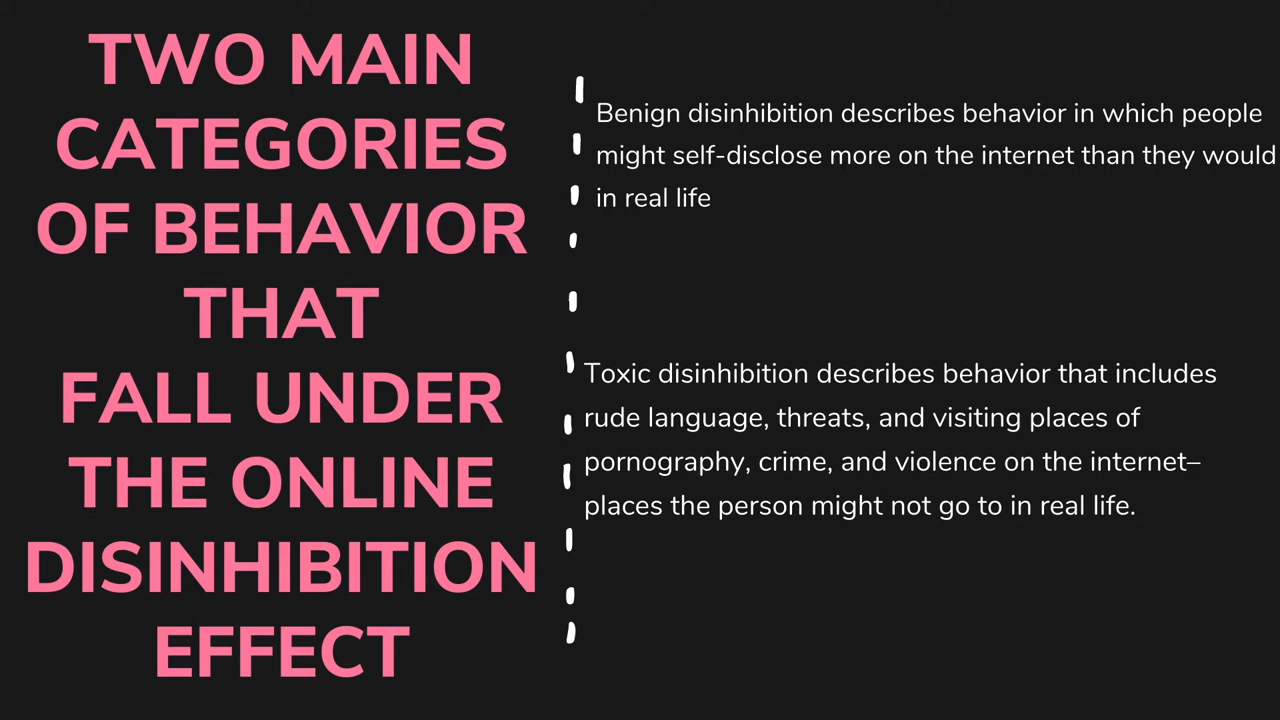 TWO MAIN
CATEGORIES
OF BEHAVIOR
THAT
FALL UNDER
THE ONLINE
DISINHIBITION
EFFECT
Benign disinhibition describes behavior in which people
might self-disclose more on the internet than they would
in real life
Toxic disinhibition describes behavior that includes
rude language, threats, and visiting places of
pornography, crime, and violence on the internet–
places the person might not go to in real life.